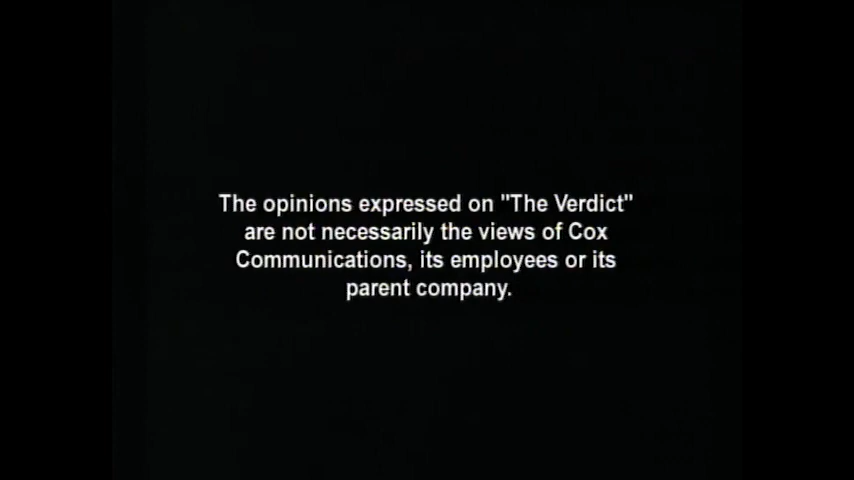 The opinions expressed on "The Verdict"
are not necessarily the views of Cox
Communications, its employees or its
parent company.